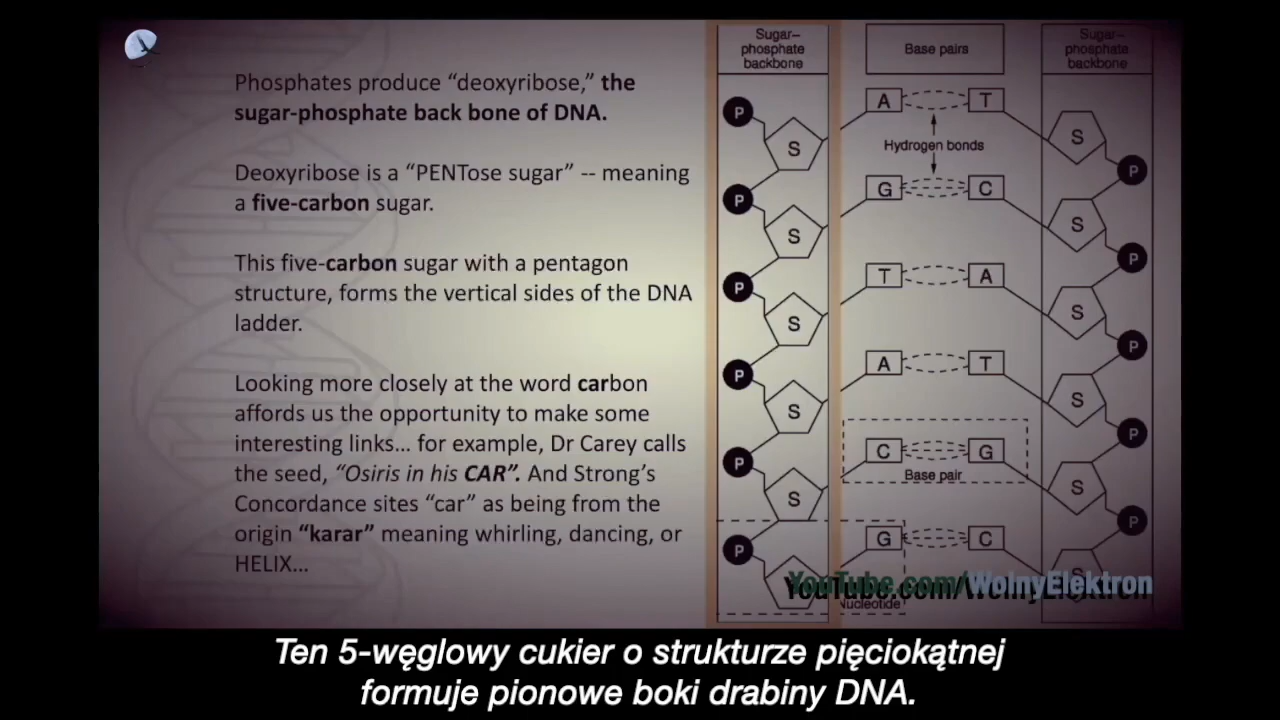 Phosphates produce “deoxyribose,” the
sugar-phosphate back bone of DNA.
Deoxyribose is a “PENTose sugar” -- meaning
a five-carbon sugar.
This five-carbon sugar with a pentagon
structure, forms the vertical sides of the DNA
ladder.
Looking more closely at the word carbon
affords us the opportunity to make some
interesting links... for example, Dr Carey calls
the seed, “Osiris in his CAR”. And Strong’s
Concordance sites “car” as being from the
origin “karar” meaning whirling, dancing, or
HELIX...
Sugar–
phosphate
backbone
Base pairs
Sugar–
phosphate
backbone
P
S
A
T
S
P
Hydrogen bonds
P
S
G
C
S
P
P
S
T
A
S
P
P
S
A
T
S
P
P
S
C
G
S
P
Base pair
P
G
C
S
Nucleotide
YouTube.com/WolnyElektron
Ten 5-węglowy cukier o strukturze pięciokątnej
formuje pionowe boki drabiny DNA.